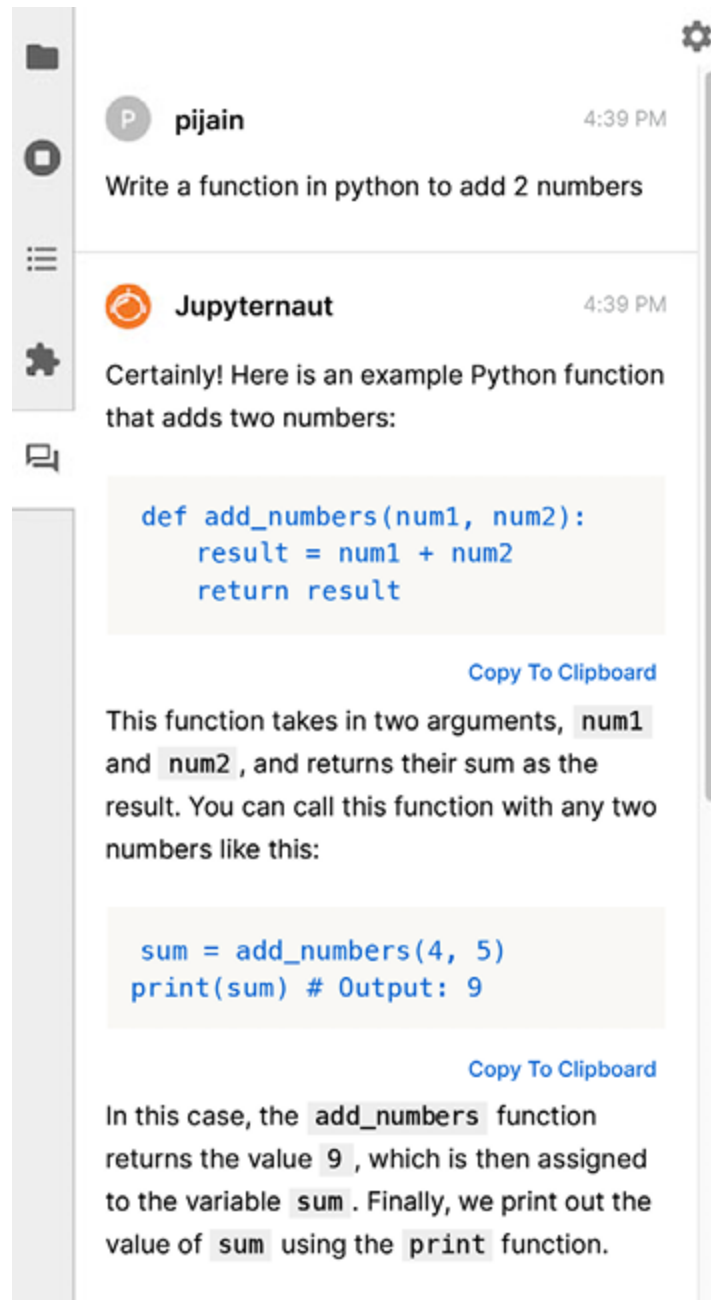 P pijain 4:39 PM
Write a function in python to add 2 numbers
Jupyternaut 4:39 PM
Certainly! Here is an example Python function
that adds two numbers:
def add_numbers(num1, num2):
    result = num1 + num2
    return result
Copy To Clipboard
This function takes in two arguments, num1
and num2, and returns their sum as the
result. You can call this function with any two
numbers like this:
sum = add_numbers(4, 5)
print(sum) # Output: 9
Copy To Clipboard
In this case, the add_numbers function
returns the value 9, which is then assigned
to the variable sum. Finally, we print out the
value of sum using the print function.